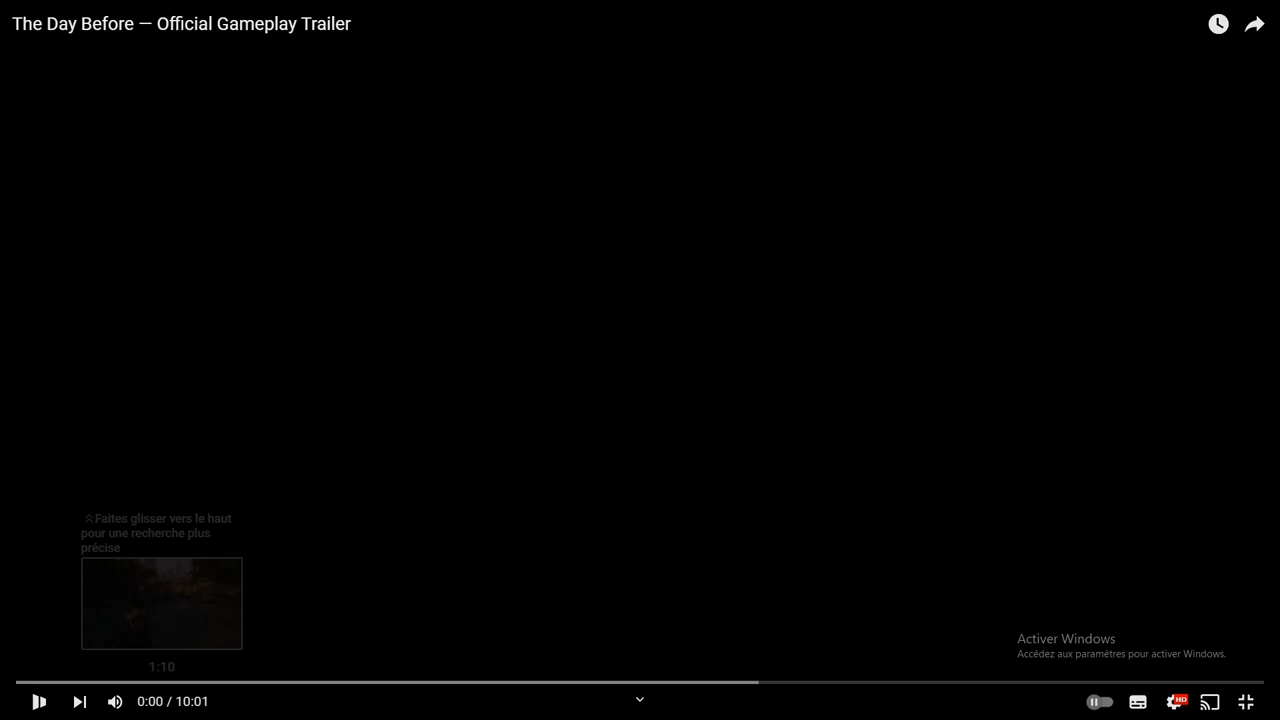 The Day Before — Official Gameplay Trailer
Faites glisser vers le haut
pour une recherche plus
précise
1:10
Activer Windows
Accédez aux paramètres pour activer Windows.
0:00 / 10:01
HD